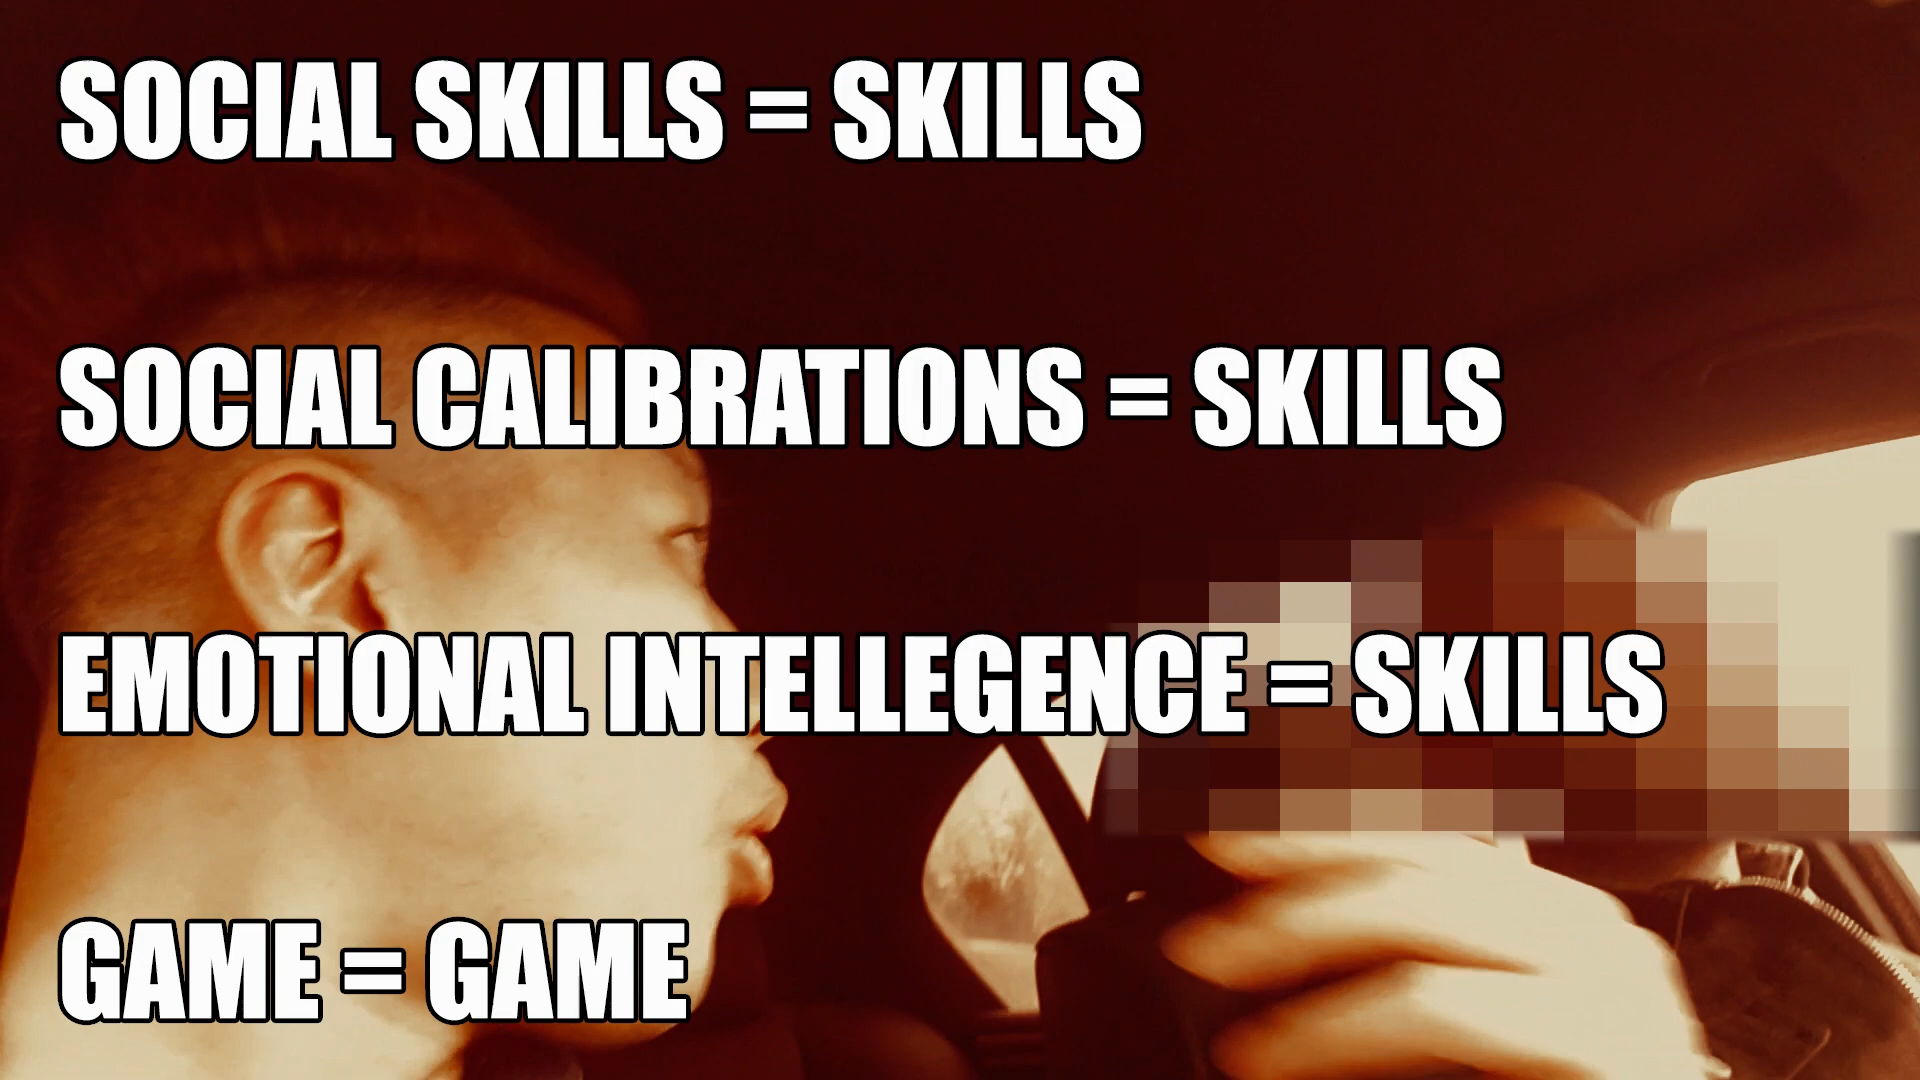 SOCIAL SKILLS = SKILLS
SOCIAL CALIBRATIONS = SKILLS
EMOTIONAL INTELLEGENCE = SKILLS
GAME = GAME